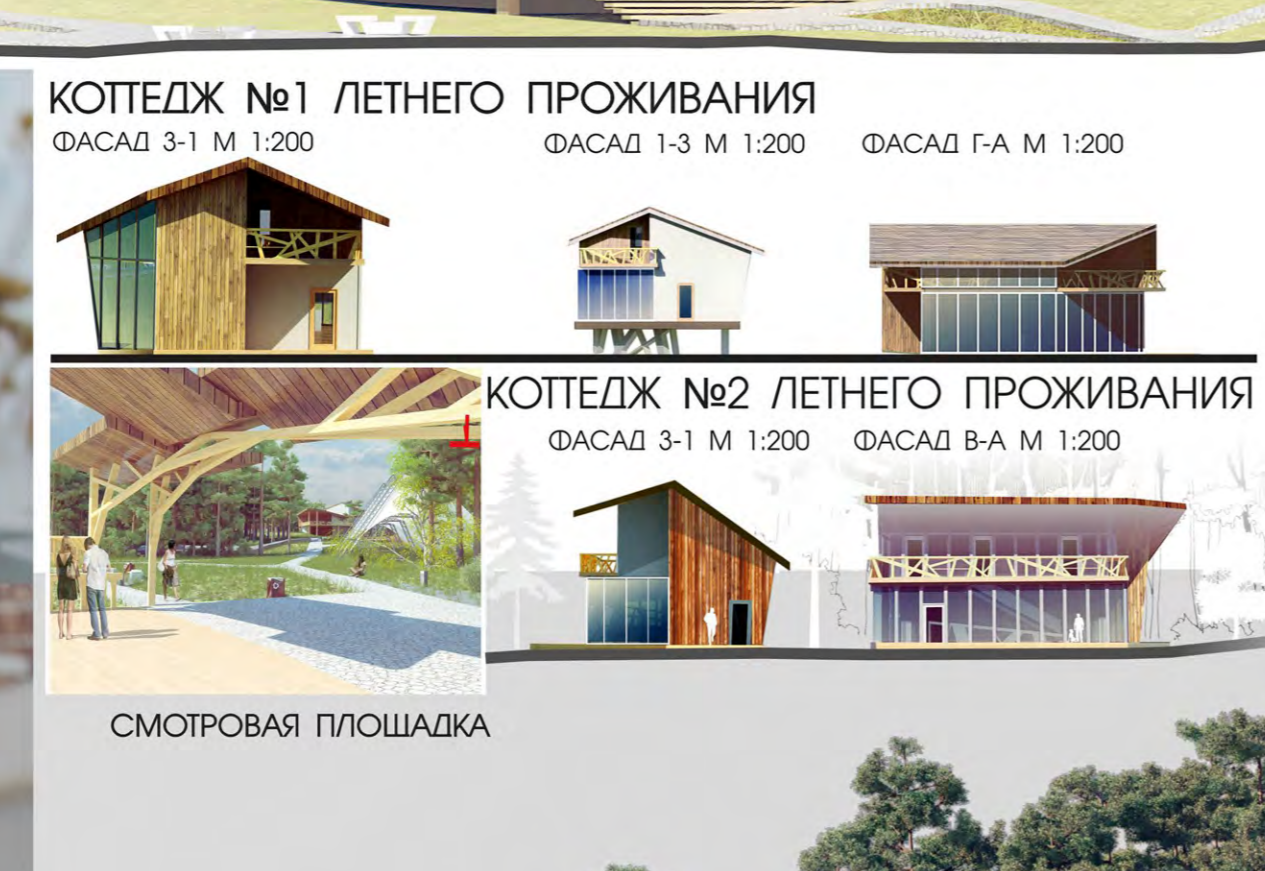 КОТТЕДЖ №1 ЛЕТНЕГО ПРОЖИВАНИЯ
ФАСАД 3-1 М 1:200
ФАСАД 1-3 М 1:200
ФАСАД Г-А М 1:200
КОТТЕДЖ №2 ЛЕТНЕГО ПРОЖИВАНИЯ
ФАСАД 3-1 М 1:200
ФАСАД В-А М 1:200
СМОТРОВАЯ ПЛОЩАДКА